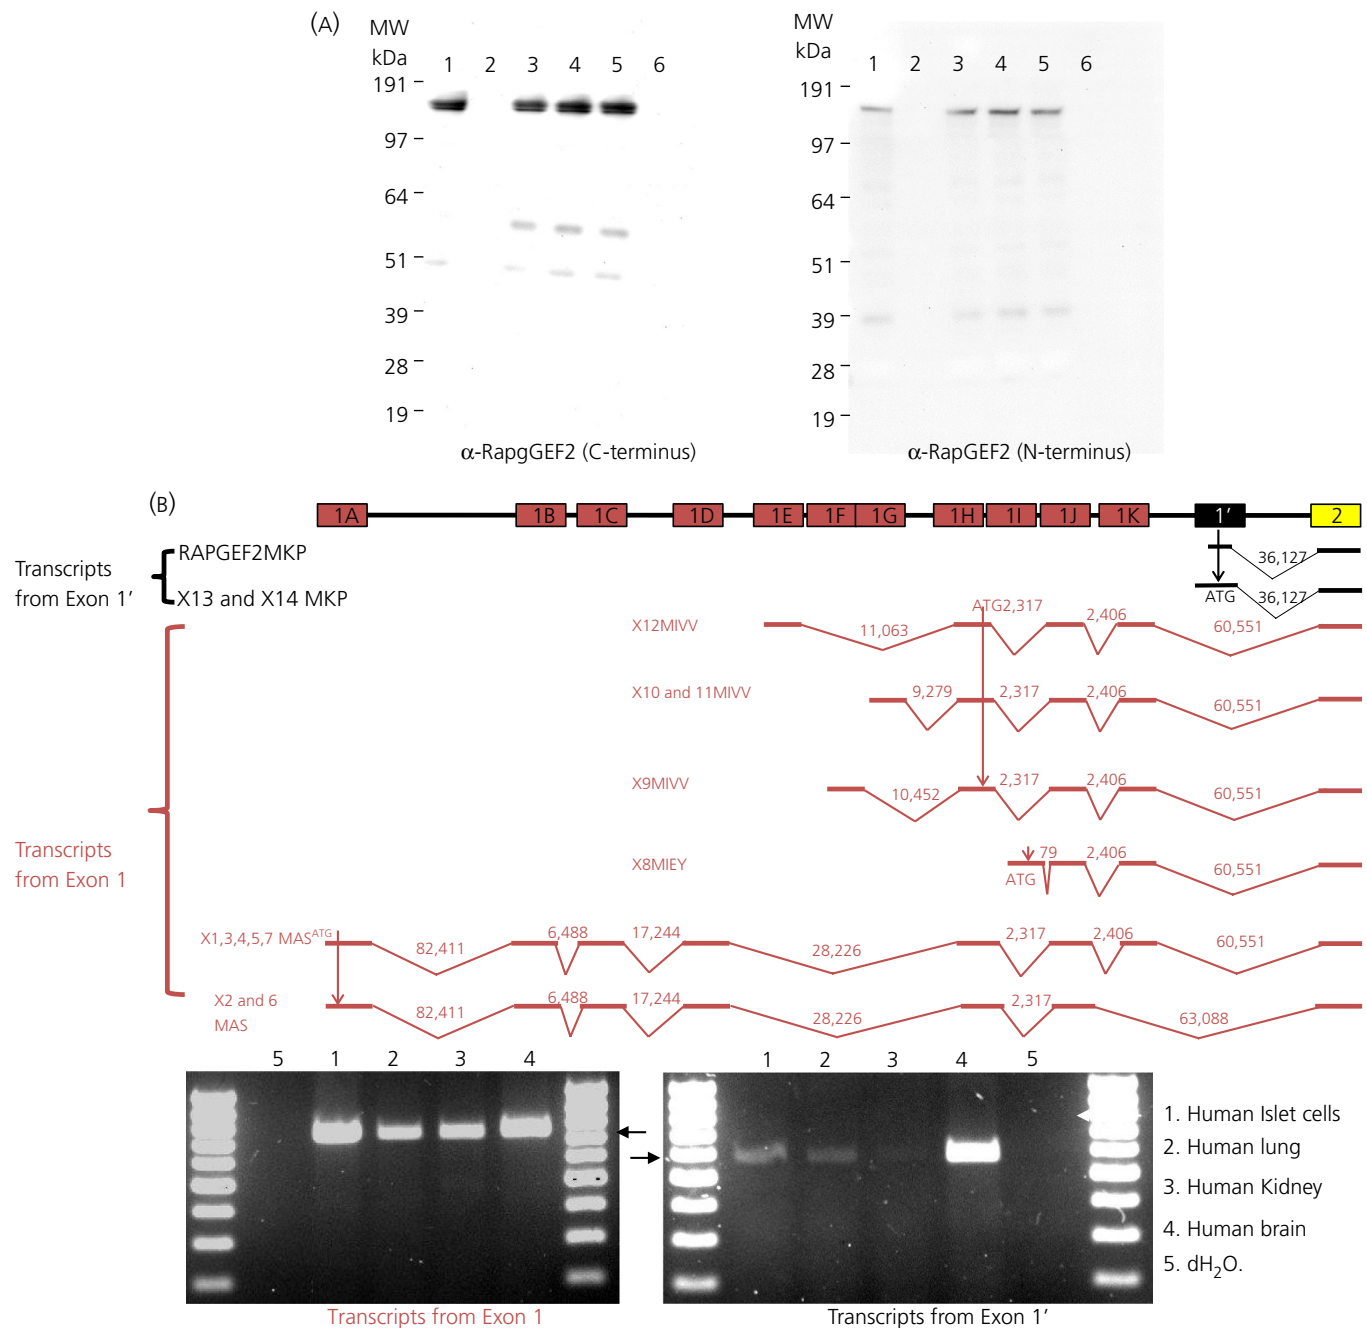 (A)
MW
kDa
1 2 3 4 5 6
191
97
64
51
39
28
19
α-RapgGEF2 (C-terminus)
MW
kDa
1 2 3 4 5 6
191
97
64
51
39
28
19
α-RapGEF2 (N-terminus)
(B)
1A 1B 1C 1D 1E 1F 1G 1H 1I 1J 1K 1′ 2
Transcripts
from Exon 1′
RAPGEF2MKP
36,127
X13 and X14 MKP
ATG 36,127
Transcripts
from Exon 1
X12MIVV 11,063 ATG2,317 2,406 60,551
X10 and 11MIVV 9,279 2,317 2,406 60,551
X9MIVV 10,452 2,317 2,406 60,551
X8MIEY ATG 79 2,406 60,551
X1,3,4,5,7 MAS^ATG 82,411 6,488 17,244 28,226 2,317 2,406 60,551
X2 and 6
MAS
82,411 6,488 17,244 28,226 2,317 63,088
5 1 2 3 4
Transcripts from Exon 1
1 2 3 4 5
Transcripts from Exon 1′
1. Human Islet cells
2. Human lung
3. Human Kidney
4. Human brain
5. dH₂O.